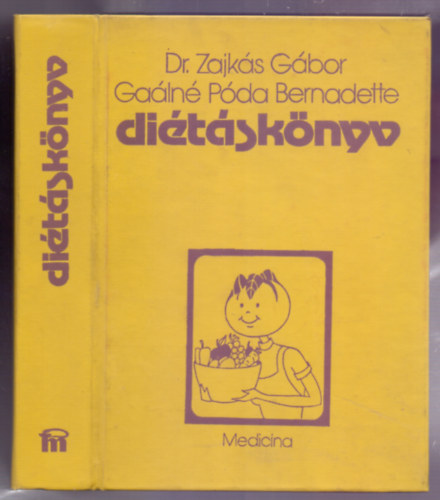 diétáskönyv
Dr. Zajkás Gábor
Gaálné Póda Bernadette
diétáskönyv
Medicina